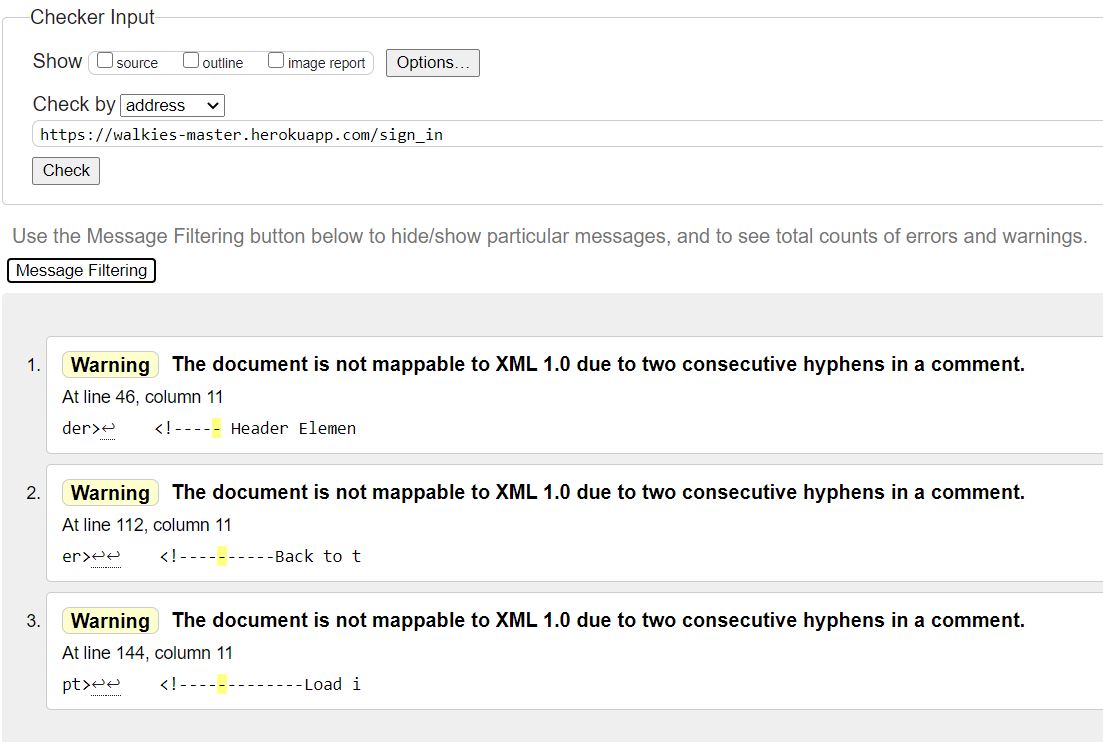 Checker Input
Show source outline image report Options...
Check by address
https://walkies-master.herokuapp.com/sign_in
Check
Use the Message Filtering button below to hide/show particular messages, and to see total counts of errors and warnings.
Message Filtering
1. Warning The document is not mappable to XML 1.0 due to two consecutive hyphens in a comment.
At line 46, column 11
der>↩ <!----- Header Elemen
2. Warning The document is not mappable to XML 1.0 due to two consecutive hyphens in a comment.
At line 112, column 11
er>↩↩ <!----------Back to t
3. Warning The document is not mappable to XML 1.0 due to two consecutive hyphens in a comment.
At line 144, column 11
pt>↩↩ <!-------------Load i